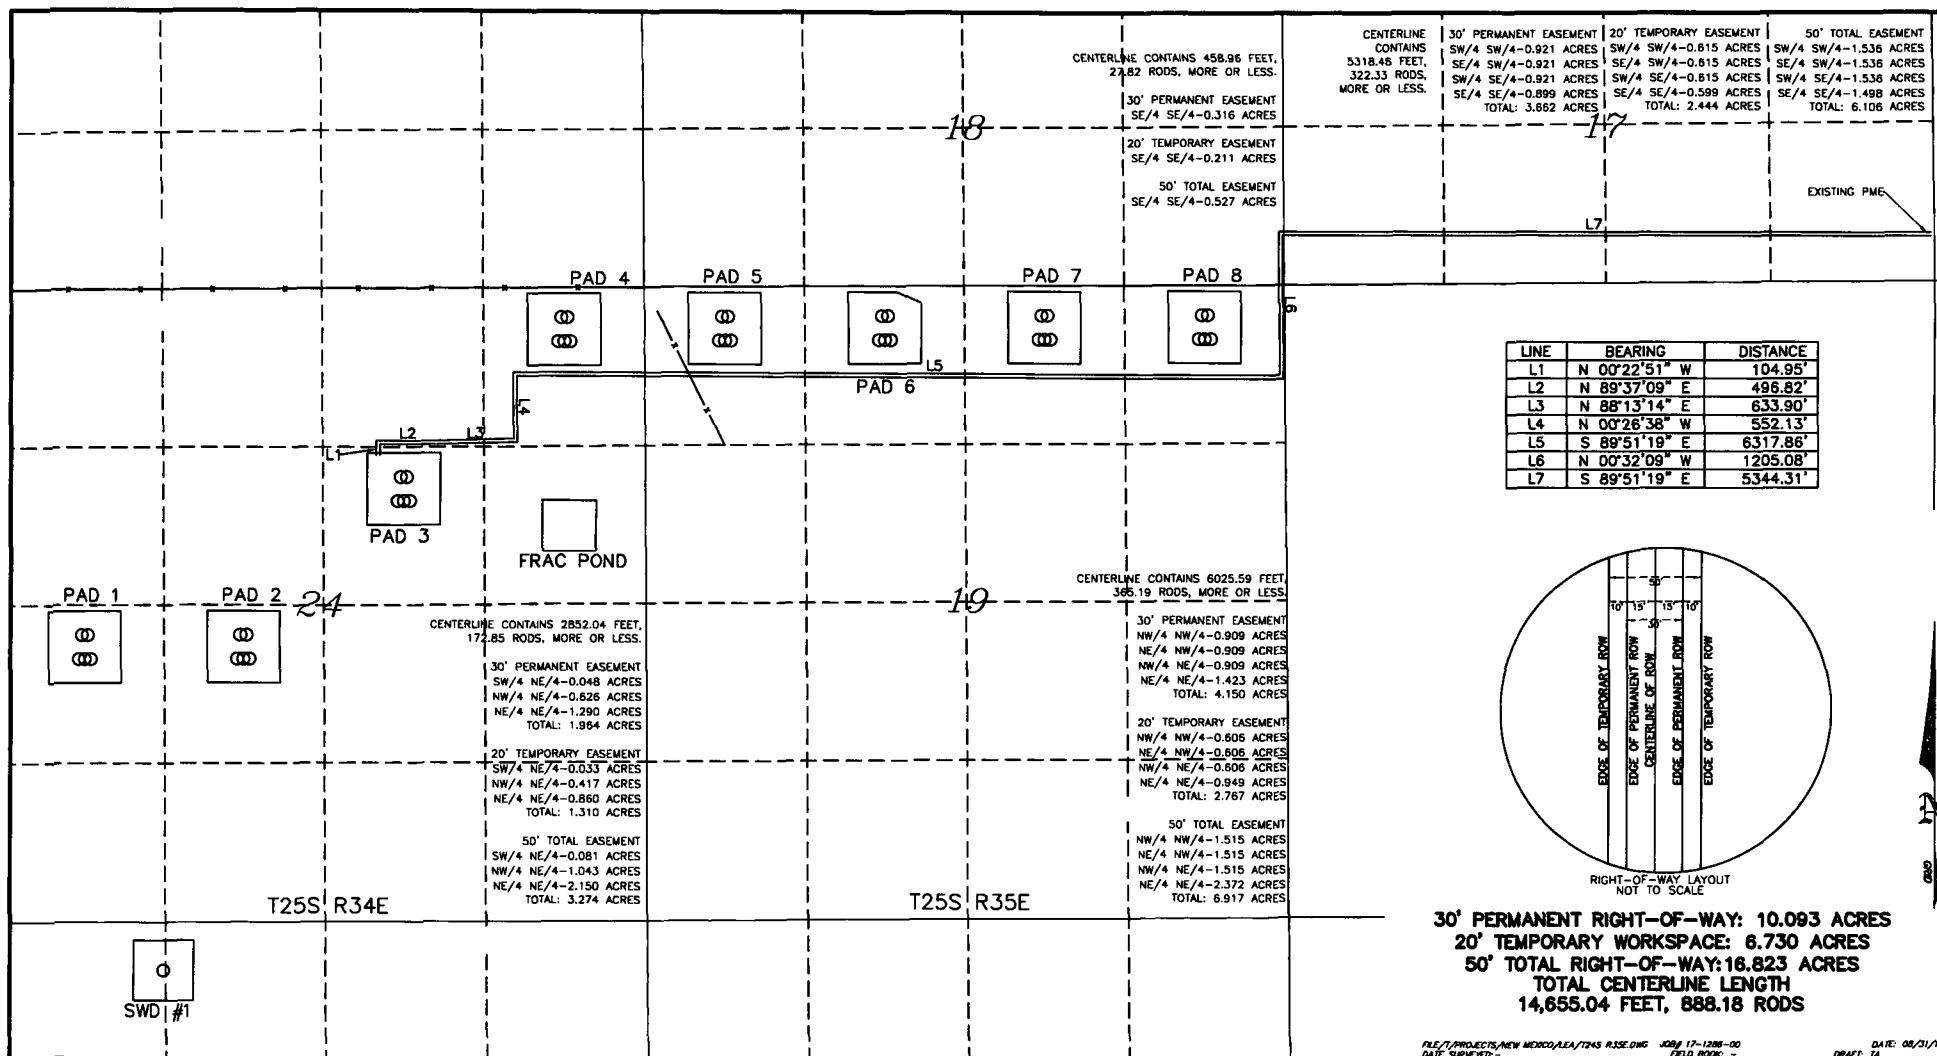 CENTERLINE CONTAINS 458.96 FEET,
27.82 RODS, MORE OR LESS.
30' PERMANENT EASEMENT
SE/4 SE/4-0.316 ACRES
18
20' TEMPORARY EASEMENT
SE/4 SE/4-0.211 ACRES
50' TOTAL EASEMENT
SE/4 SE/4-0.527 ACRES
CENTERLINE
CONTAINS
5318.46 FEET,
322.33 RODS,
MORE OR LESS.
30' PERMANENT EASEMENT
SW/4 SW/4-0.921 ACRES
SE/4 SW/4-0.921 ACRES
SW/4 SE/4-0.921 ACRES
SE/4 SE/4-0.899 ACRES
TOTAL: 3.662 ACRES
20' TEMPORARY EASEMENT
SW/4 SW/4-0.615 ACRES
SE/4 SW/4-0.615 ACRES
SW/4 SE/4-0.615 ACRES
SE/4 SE/4-0.599 ACRES
TOTAL: 2.444 ACRES
50' TOTAL EASEMENT
SW/4 SW/4-1.536 ACRES
SE/4 SW/4-1.536 ACRES
SW/4 SE/4-1.536 ACRES
SE/4 SE/4-1.498 ACRES
TOTAL: 6.106 ACRES
17
EXISTING PME
L7
PAD 4
PAD 5
PAD 7
PAD 8
L6
L5
PAD 6
L4
L2
L3
L1
PAD 3
FRAC POND
PAD 1
PAD 2
24
19
LINE BEARING DISTANCE
L1 N 00°22'51" W 104.95'
L2 N 89°37'09" E 496.82'
L3 N 88°13'14" E 633.90'
L4 N 00°26'38" W 552.13'
L5 S 89°51'19" E 6317.86'
L6 N 00°32'09" W 1205.08'
L7 S 89°51'19" E 5344.31'
CENTERLINE CONTAINS 2852.04 FEET,
172.85 RODS, MORE OR LESS.
30' PERMANENT EASEMENT
SW/4 NE/4-0.048 ACRES
NW/4 NE/4-0.626 ACRES
NE/4 NE/4-1.290 ACRES
TOTAL: 1.964 ACRES
20' TEMPORARY EASEMENT
SW/4 NE/4-0.033 ACRES
NW/4 NE/4-0.417 ACRES
NE/4 NE/4-0.860 ACRES
TOTAL: 1.310 ACRES
50' TOTAL EASEMENT
SW/4 NE/4-0.081 ACRES
NW/4 NE/4-1.043 ACRES
NE/4 NE/4-2.150 ACRES
TOTAL: 3.274 ACRES
CENTERLINE CONTAINS 6025.59 FEET,
365.19 RODS, MORE OR LESS.
30' PERMANENT EASEMENT
NW/4 NW/4-0.909 ACRES
NE/4 NW/4-0.909 ACRES
NW/4 NE/4-0.909 ACRES
NE/4 NE/4-1.423 ACRES
TOTAL: 4.150 ACRES
20' TEMPORARY EASEMENT
NW/4 NW/4-0.606 ACRES
NE/4 NW/4-0.606 ACRES
NW/4 NE/4-0.606 ACRES
NE/4 NE/4-0.949 ACRES
TOTAL: 2.767 ACRES
50' TOTAL EASEMENT
NW/4 NW/4-1.515 ACRES
NE/4 NW/4-1.515 ACRES
NW/4 NE/4-1.515 ACRES
NE/4 NE/4-2.372 ACRES
TOTAL: 6.917 ACRES
T25S R34E
T25S R35E
SWD #1
50'
10' 15' 15' 10'
30'
EDGE OF TEMPORARY ROW
EDGE OF PERMANENT ROW
CENTERLINE OF ROW
EDGE OF PERMANENT ROW
EDGE OF TEMPORARY ROW
RIGHT-OF-WAY LAYOUT
NOT TO SCALE
GRID
30' PERMANENT RIGHT-OF-WAY: 10.093 ACRES
20' TEMPORARY WORKSPACE: 6.730 ACRES
50' TOTAL RIGHT-OF-WAY: 16.823 ACRES
TOTAL CENTERLINE LENGTH
14,655.04 FEET, 888.18 RODS
FILE/T/PROJECTS/NEW MEXICO/LEA/T24S R35E.DWG JOB# 17-1286-00 DATE: 08/31/